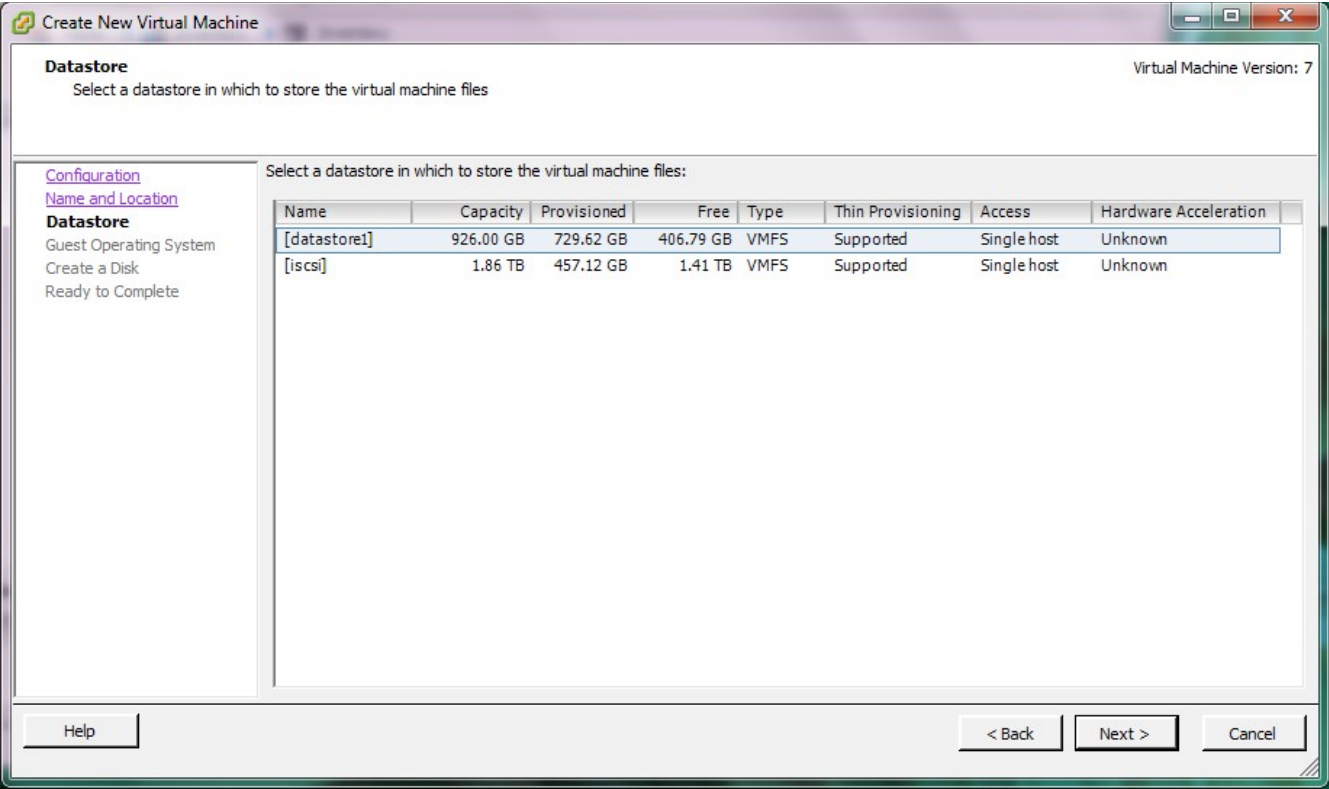 Create New Virtual Machine
Datastore
Virtual Machine Version: 7
Select a datastore in which to store the virtual machine files
Configuration
Name and Location
Datastore
Guest Operating System
Create a Disk
Ready to Complete
Select a datastore in which to store the virtual machine files:
Name Capacity Provisioned Free Type Thin Provisioning Access Hardware Acceleration
[datastore1] 926.00 GB 729.62 GB 406.79 GB VMFS Supported Single host Unknown
[iscsi] 1.86 TB 457.12 GB 1.41 TB VMFS Supported Single host Unknown
Help
< Back
Next >
Cancel